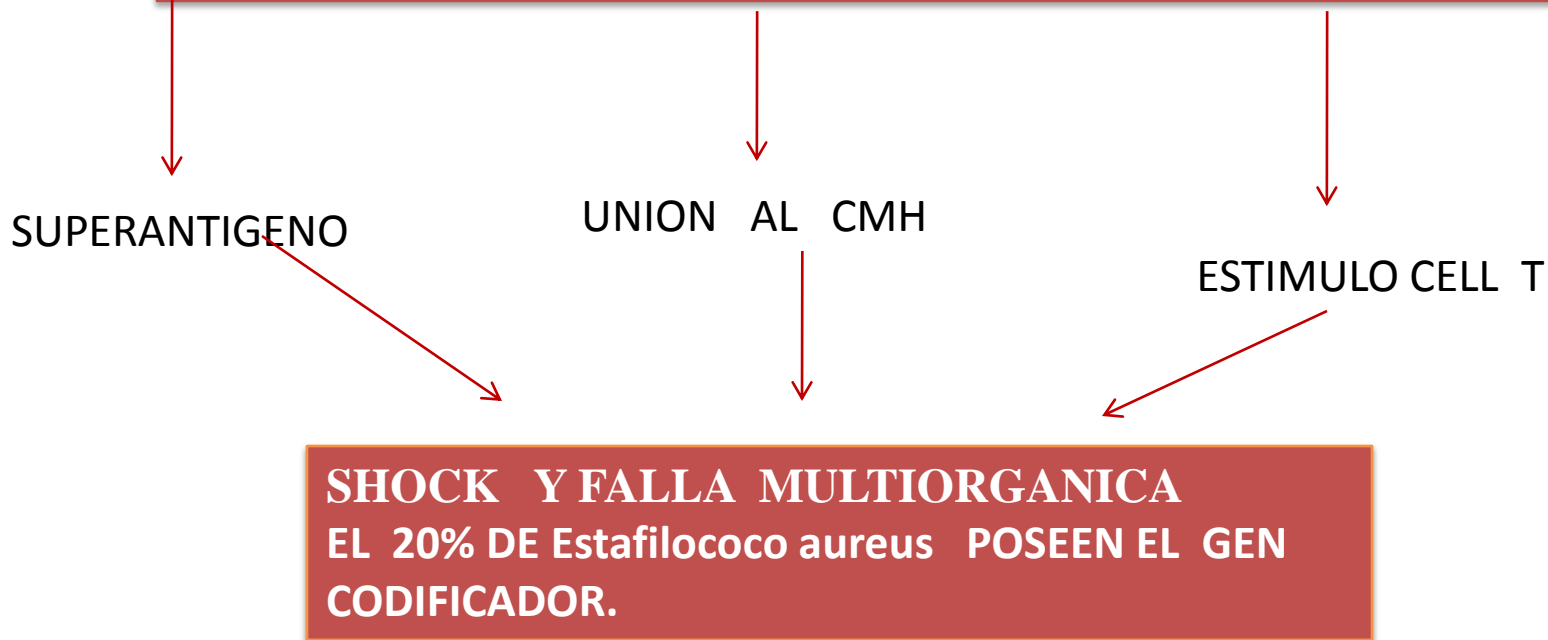 SUPERANTIGENO
UNION AL CMH
ESTIMULO CELL T
SHOCK Y FALLA MULTIORGANICA
EL 20% DE Estafilococo aureus POSEEN EL GEN
CODIFICADOR.